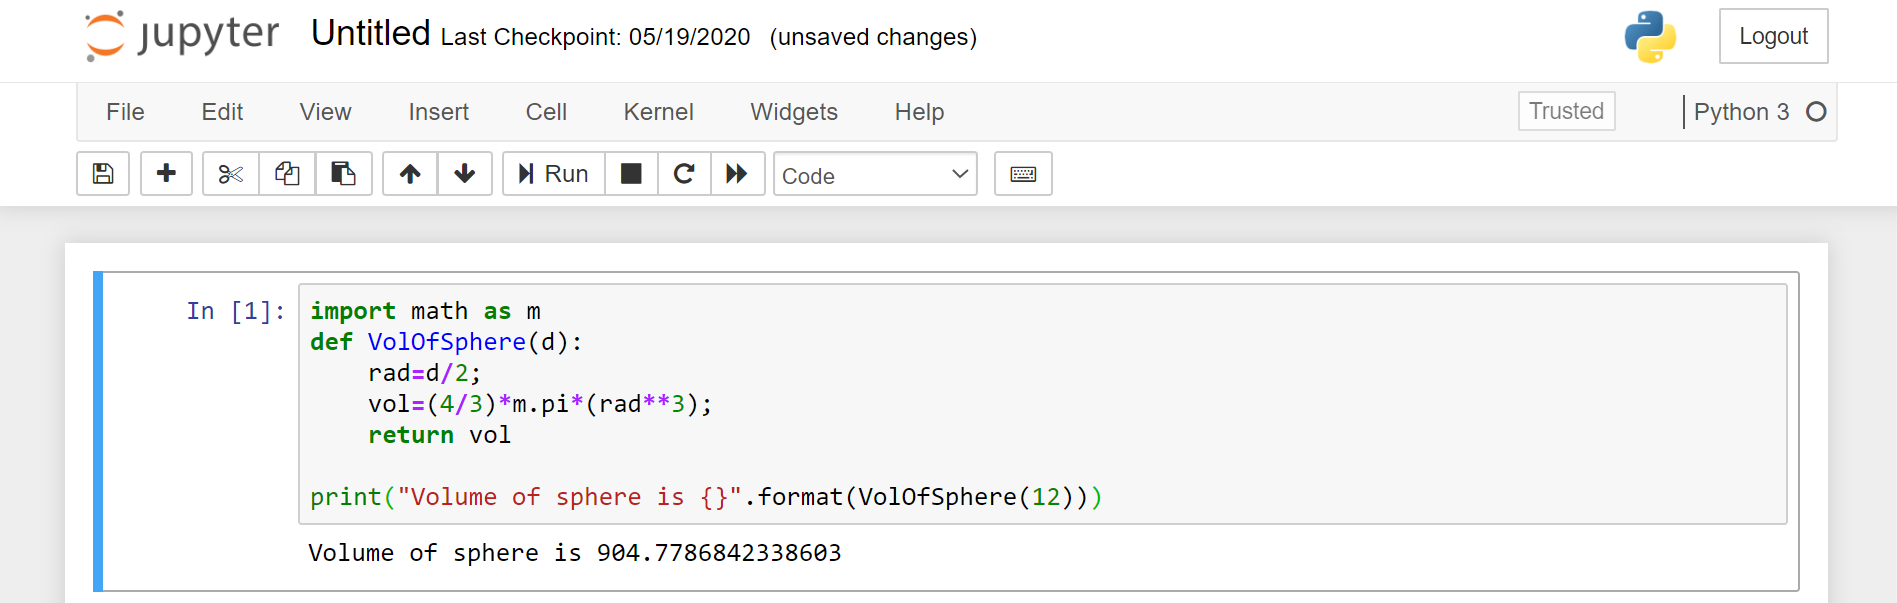 jupyter Untitled Last Checkpoint: 05/19/2020 (unsaved changes) Logout
File Edit View Insert Cell Kernel Widgets Help Trusted Python 3
Run Code
In [1]: import math as m
def VolOfSphere(d):
    rad=d/2;
    vol=(4/3)*m.pi*(rad**3);
    return vol
print("Volume of sphere is {}".format(VolOfSphere(12)))
Volume of sphere is 904.7786842338603